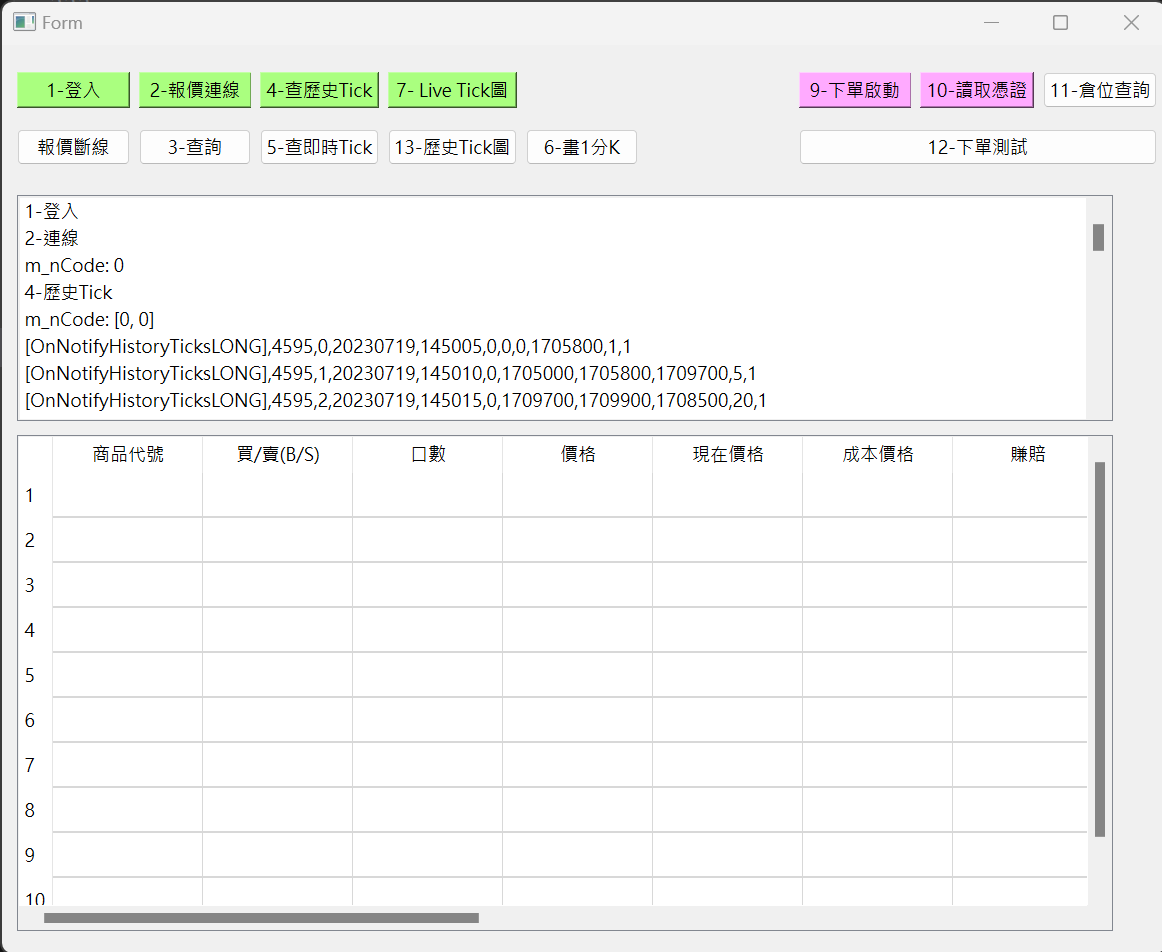 Form
1-登入 2-報價連線 4-查歷史Tick 7- Live Tick圖 9-下單啟動 10-讀取憑證 11-倉位查詢
報價斷線 3-查詢 5-查即時Tick 13-歷史Tick圖 6-畫1分K 12-下單測試
1-登入
2-連線
m_nCode: 0
4-歷史Tick
m_nCode: [0, 0]
[OnNotifyHistoryTicksLONG],4595,0,20230719,145005,0,0,0,1705800,1,1
[OnNotifyHistoryTicksLONG],4595,1,20230719,145010,0,1705000,1705800,1709700,5,1
[OnNotifyHistoryTicksLONG],4595,2,20230719,145015,0,1709700,1709900,1708500,20,1
商品代號 買/賣(B/S) 口數 價格 現在價格 成本價格 賺賠
1
2
3
4
5
6
7
8
9
10